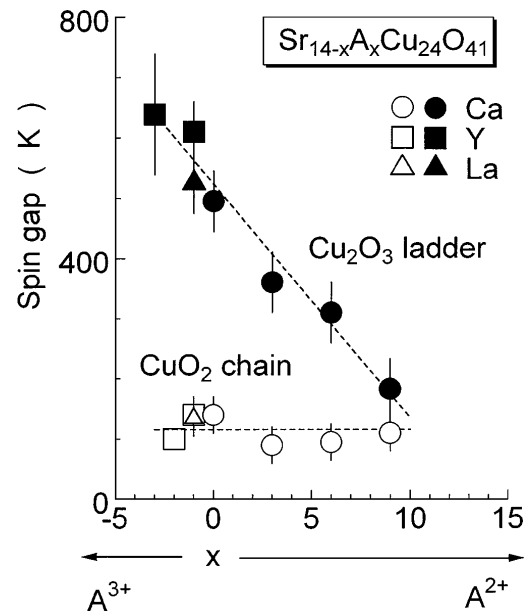 800
Sr₁₄₋ₓAₓCu₂₄O₄₁
Ca
Y
La
Spin gap ( K )
Cu₂O₃ ladder
400
CuO₂ chain
0
-5 0 5 10 15
x
A³⁺ A²⁺